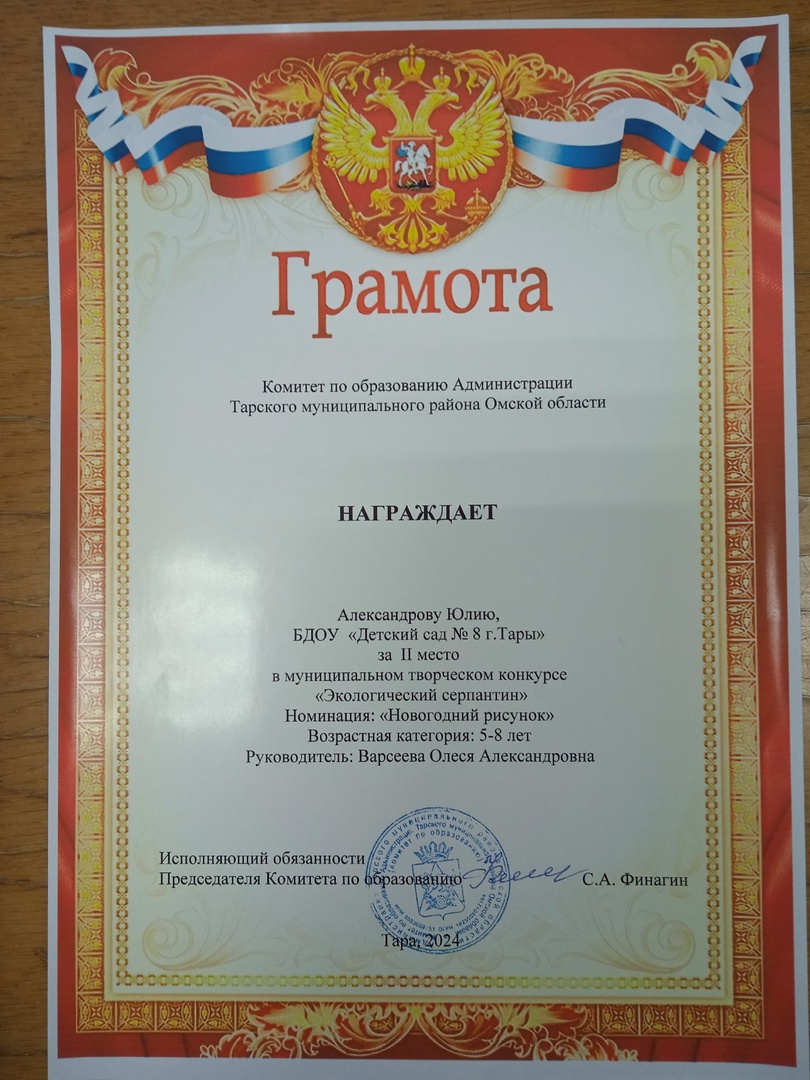 Грамота
Комитет по образованию Администрации
Тарского муниципального района Омской области
НАГРАЖДАЕТ
Александрову Юлию,
БДОУ «Детский сад № 8 г.Тары»
за II место
в муниципальном творческом конкурсе
«Экологический серпантин»
Номинация: «Новогодний рисунок»
Возрастная категория: 5-8 лет
Руководитель: Варсеева Олеся Александровна
Исполняющий обязанности
Председателя Комитета по образованию С.А. Финагин
Тара, 2024